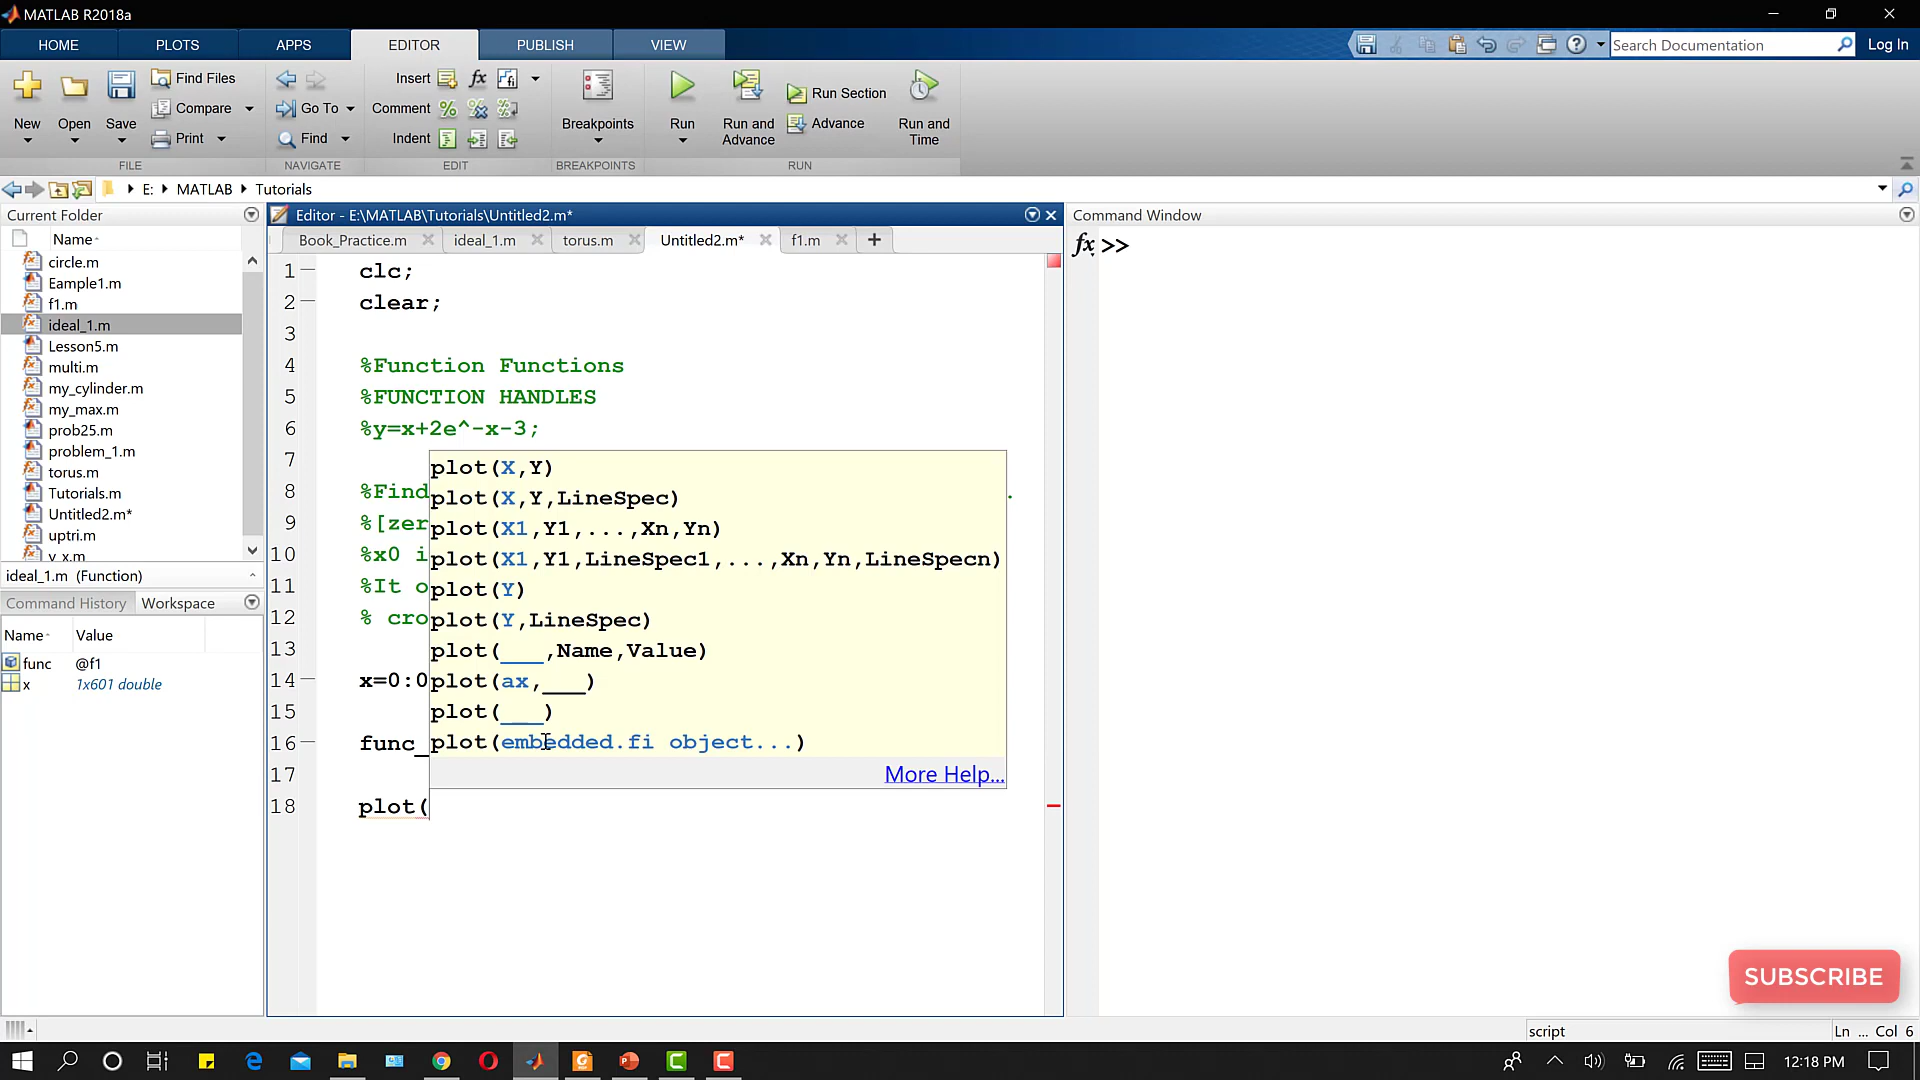 MATLAB R2018a
HOME PLOTS APPS EDITOR PUBLISH VIEW
Search Documentation Log In
New Open Save Find Files Compare Print
Insert fx Go To Comment Find Indent
Breakpoints Run Run and Advance Run Section Advance Run and Time
FILE NAVIGATE EDIT BREAKPOINTS RUN
E: MATLAB Tutorials
Current Folder
Name
circle.m
Eample1.m
f1.m
ideal_1.m
Lesson5.m
multi.m
my_cylinder.m
my_max.m
prob25.m
problem_1.m
torus.m
Tutorials.m
Untitled2.m*
uptri.m
v_x.m
ideal_1.m (Function)
Command History Workspace
Name Value
func @f1
x 1x601 double
Editor - E:\MATLAB\Tutorials\Untitled2.m*
Book_Practice.m ideal_1.m torus.m Untitled2.m* f1.m
1 clc;
2 clear;
3
4 %Function Functions
5 %FUNCTION HANDLES
6 %y=x+2e^-x-3;
7
8 %Find .
9 %[zer
10 %x0 i
11 %It o
12 % cro
13
14 x=0:0
15
16 func_
17
18 plot(
plot(X,Y)
plot(X,Y,LineSpec)
plot(X1,Y1,...,Xn,Yn)
plot(X1,Y1,LineSpec1,...,Xn,Yn,LineSpecn)
plot(Y)
plot(Y,LineSpec)
plot(___,Name,Value)
plot(ax,___)
plot(___)
plot(embedded.fi object...)
More Help...
Command Window
fx >>
SUBSCRIBE
script Ln ... Col 6
12:18 PM